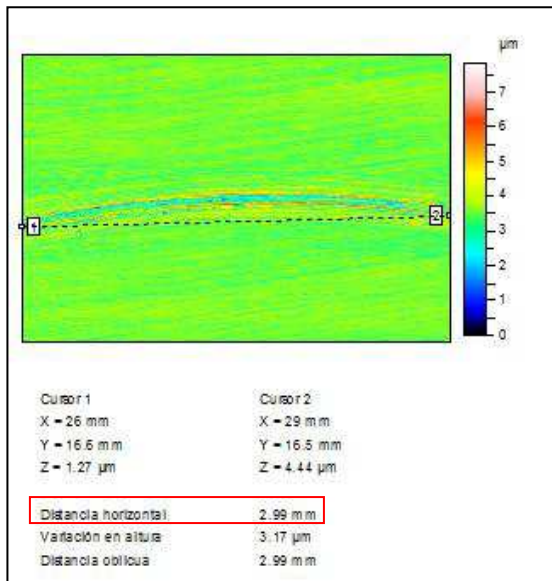 µm
7
6
5
4
3
2
1
0
1
2
Cursor 1 Cursor 2
X = 26 mm X = 29 mm
Y = 16.6 mm Y = 16.5 mm
Z = 1.27 µm Z = 4.44 µm
Distancia horizontal 2.99 mm
Variación en altura 3.17 µm
Distancia oblicua 2.99 mm